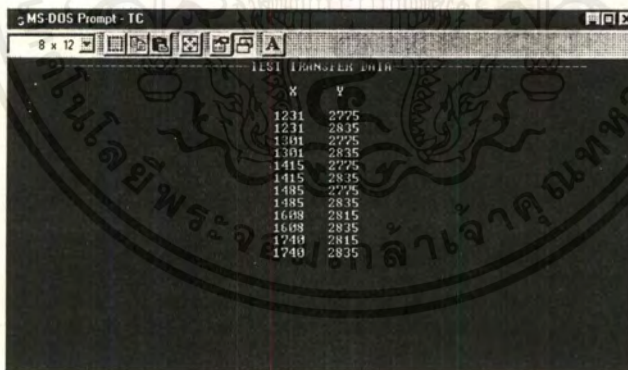 MS-DOS Prompt - TC
8 x 12
A
TEST TRANSFER DATA
X Y
1231 2775
1231 2835
1301 2775
1301 2835
1415 2775
1415 2835
1485 2775
1485 2835
1608 2815
1608 2835
1740 2815
1740 2835